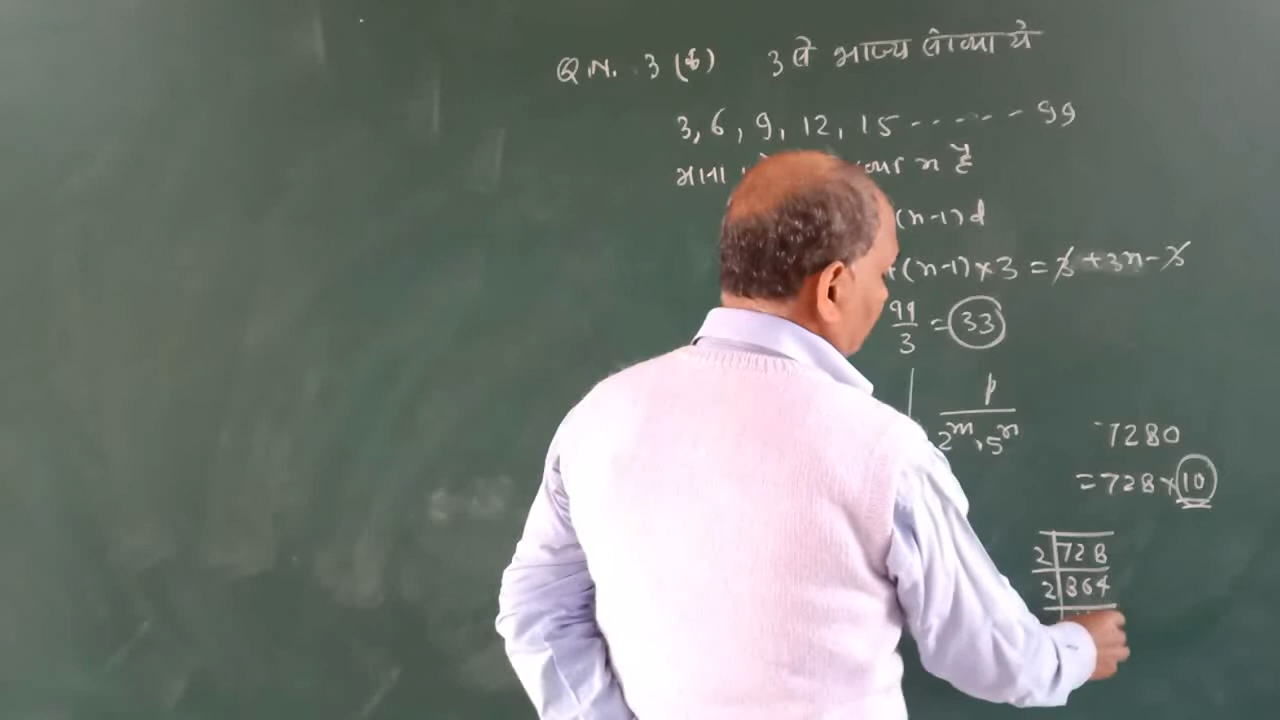 Q.N. 3 (ड) 3 से भाज्य संख्या ये
3, 6, 9, 12, 15 ------ 99
माना n है
(n-1) d
+(n-1)×3 = 3 + 3n - 3
99/3 = 33
p/2^m, 5^n
7280
= 728 × 10
2 | 728
2 | 364